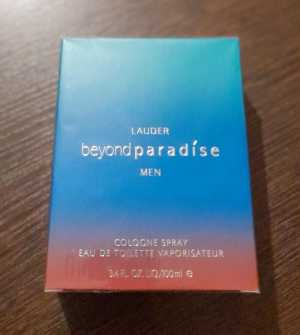 LAUDER
beyond paradise
MEN
COLOGNE SPRAY
EAU DE TOILETTE VAPORISATEUR
3.4 FL. OZ. LIQ/100ml e